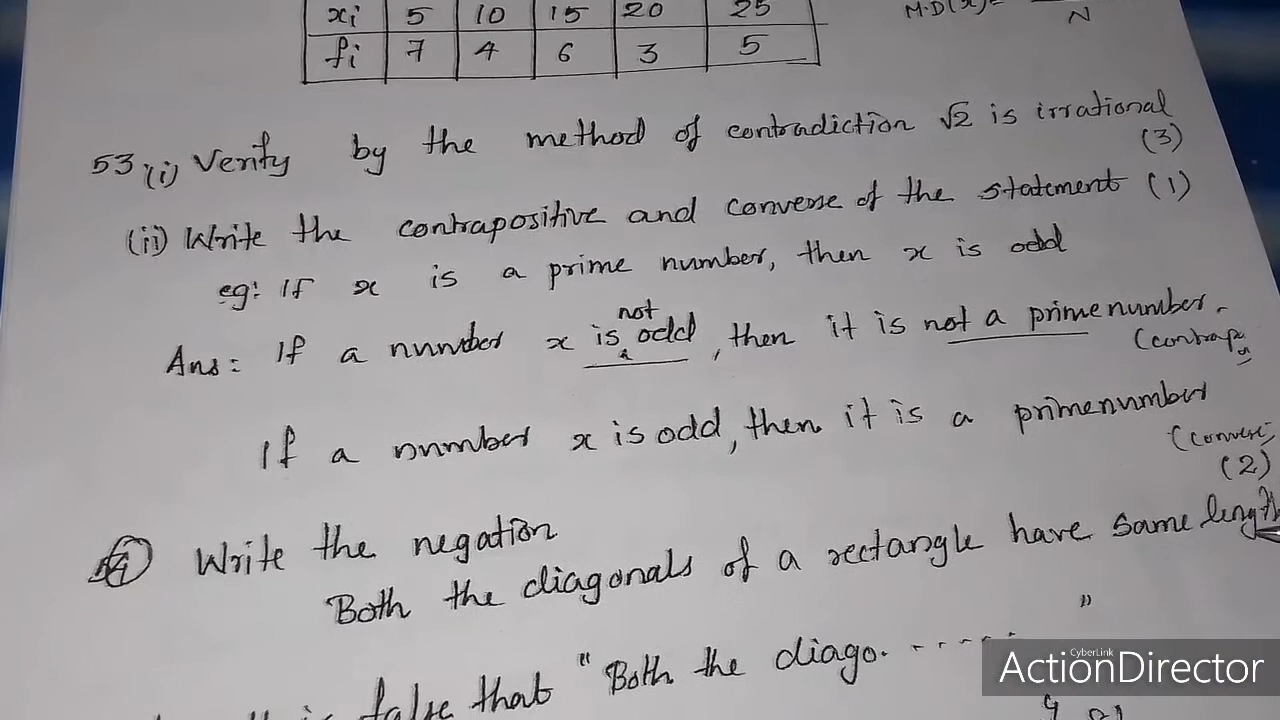 xi 5 10 15 20 25
fi 7 4 6 3 5
M.D(x)= N
53 (i) Verify by the method of contradiction √2 is irrational
(3)
(ii) Write the contrapositive and converse of the statement (1)
eg: If x is a prime number, then x is odd
Ans: If a number x is not odd, then it is not a prime number.
(contrap
If a number x is odd, then it is a prime number
(converse)
(2)
Write the negation
Both the diagonals of a rectangle have same length
is false that "Both the diago. ......"
CyberLink
ActionDirector